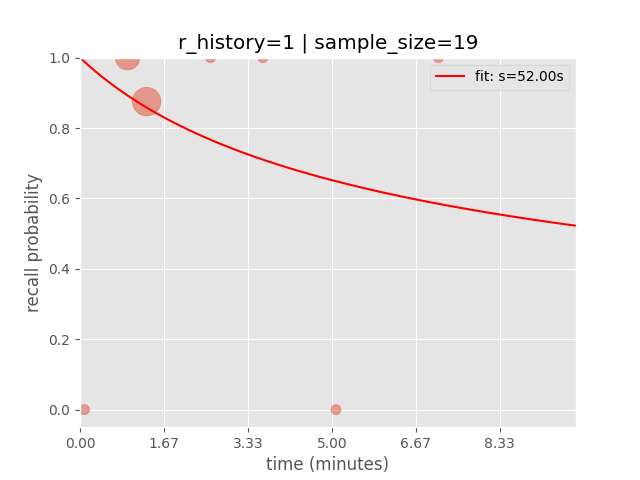 r_history=1 | sample_size=19
fit: s=52.00s
1.0
0.8
0.6
0.4
0.2
0.0
recall probability
0.00 1.67 3.33 5.00 6.67 8.33
time (minutes)